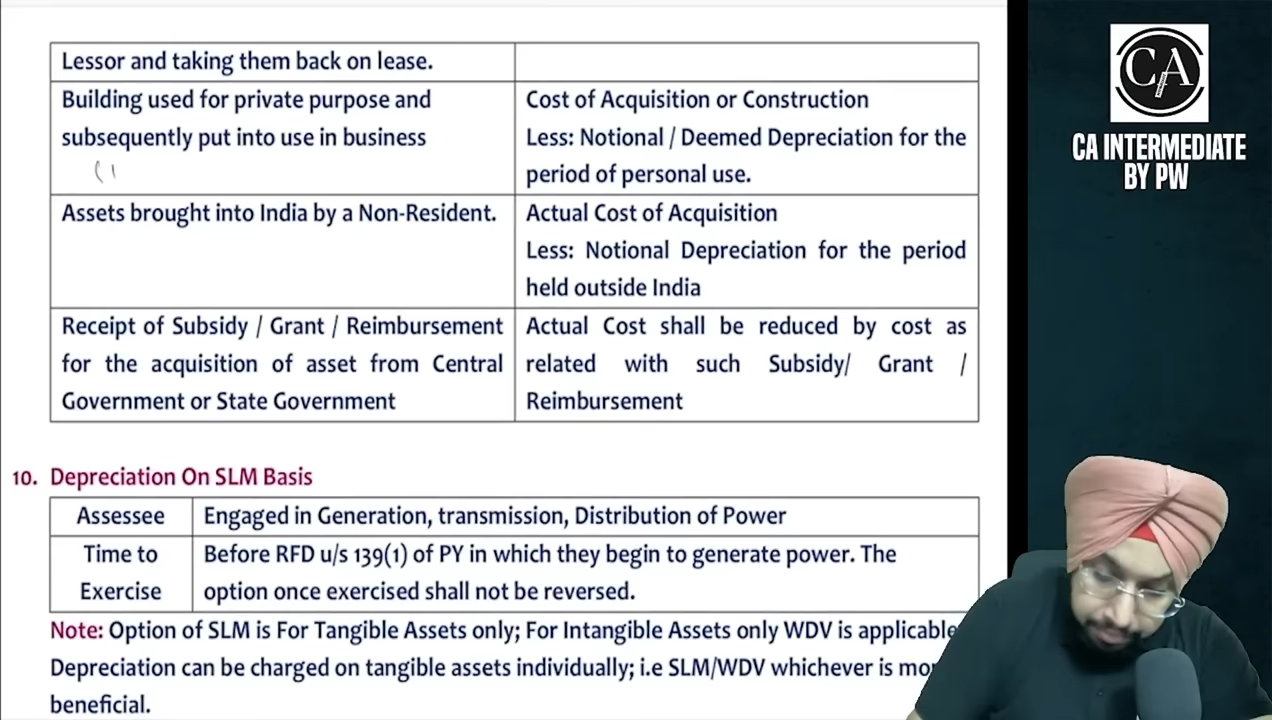 Lessor and taking them back on lease.
Building used for private purpose and
subsequently put into use in business
Cost of Acquisition or Construction
Less: Notional / Deemed Depreciation for the
period of personal use.
Assets brought into India by a Non-Resident.
Actual Cost of Acquisition
Less: Notional Depreciation for the period
held outside India
Receipt of Subsidy / Grant / Reimbursement
for the acquisition of asset from Central
Government or State Government
Actual Cost shall be reduced by cost as
related with such Subsidy/ Grant /
Reimbursement
10. Depreciation On SLM Basis
Assessee
Engaged in Generation, transmission, Distribution of Power
Time to
Exercise
Before RFD u/s 139(1) of PY in which they begin to generate power. The
option once exercised shall not be reversed.
Note: Option of SLM is For Tangible Assets only; For Intangible Assets only WDV is applicable
Depreciation can be charged on tangible assets individually; i.e SLM/WDV whichever is
beneficial.
CA
CA INTERMEDIATE
BY PW